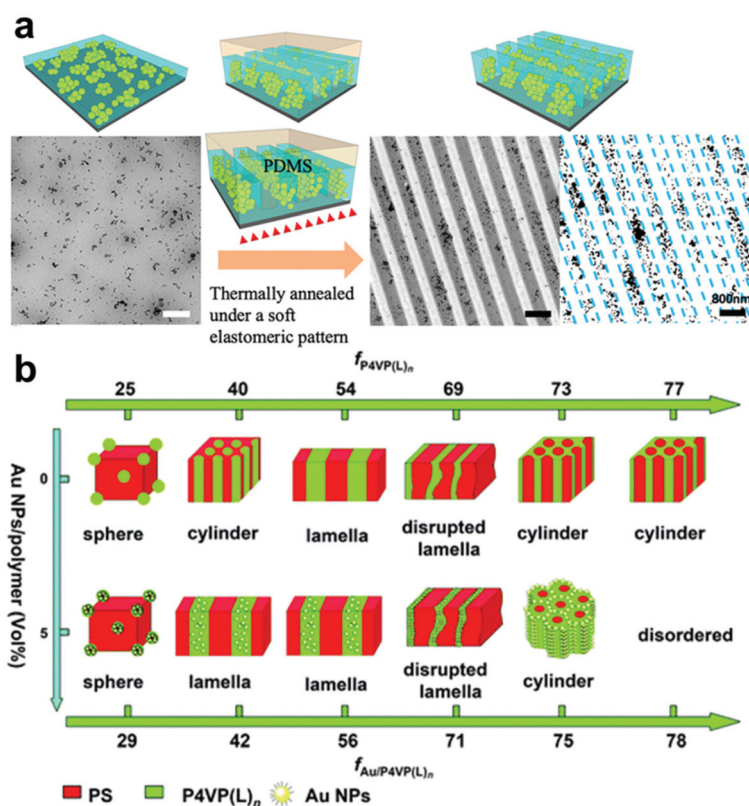 a
PDMS
Thermally annealed
under a soft
elastomeric pattern
800nm
b
f P4VP(L)n
25 40 54 69 73 77
Au NPs/polymer (Vol%)
0
sphere cylinder lamella disrupted lamella cylinder cylinder
5
sphere lamella lamella disrupted lamella cylinder disordered
29 42 56 71 75 78
f Au/P4VP(L)n
PS P4VP(L)n Au NPs